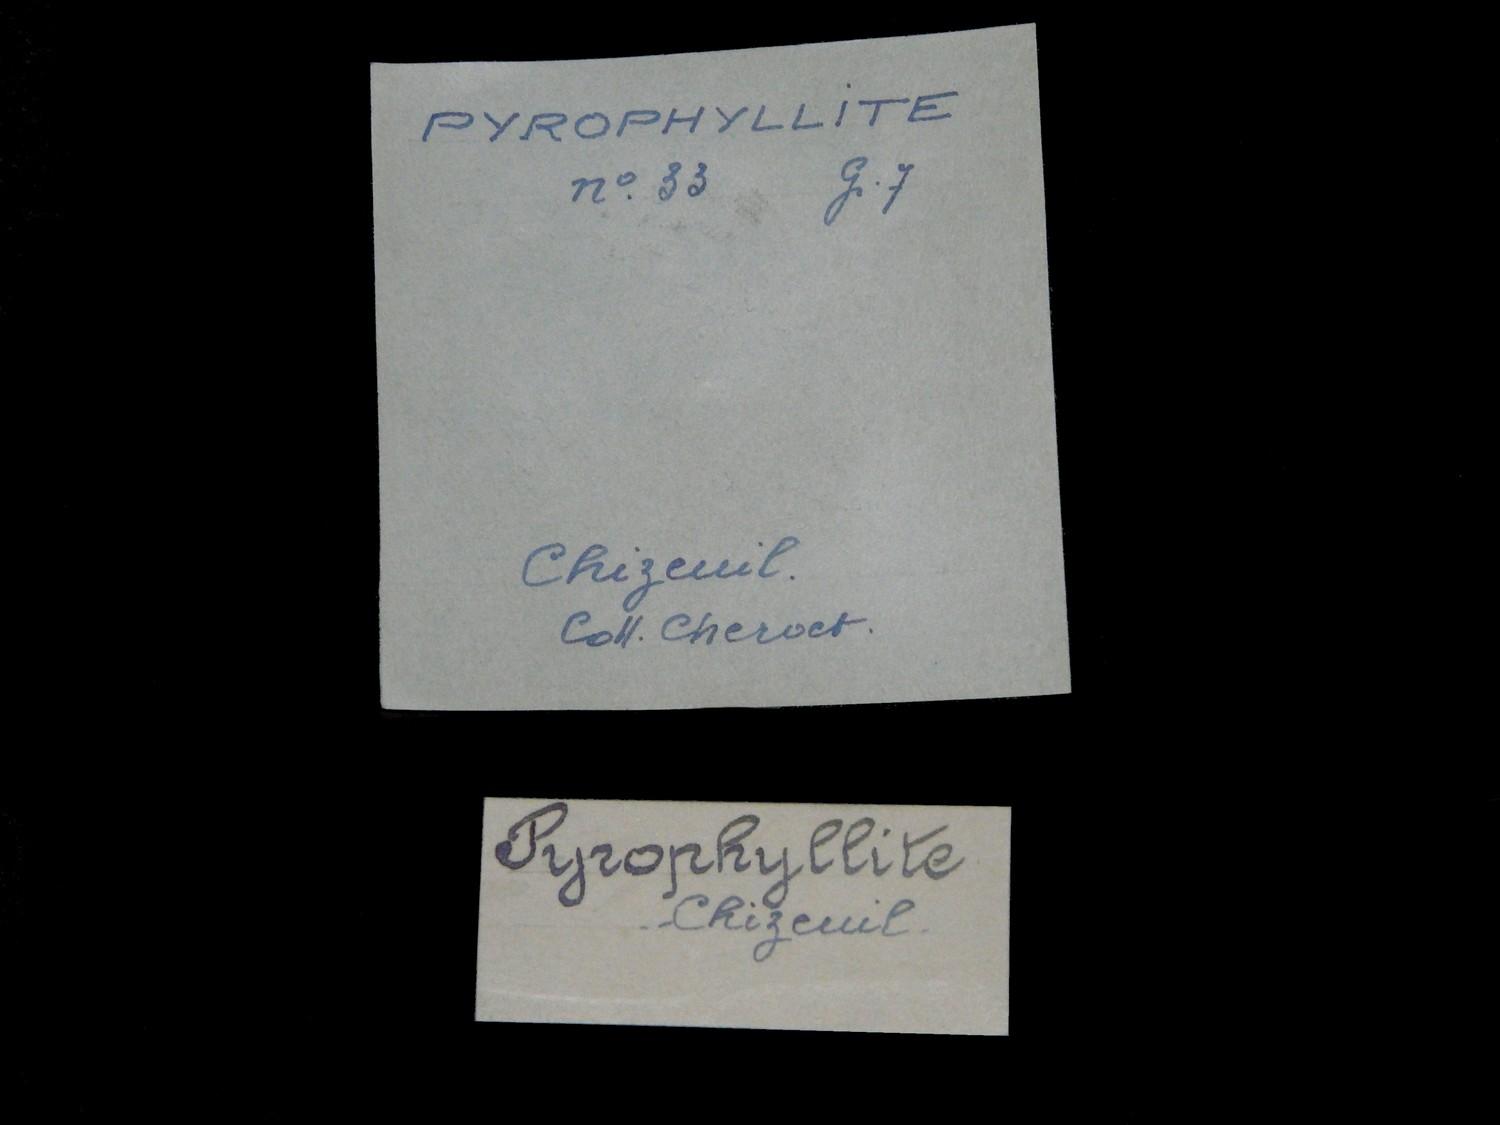 PYROPHYLLITE
n°. 33 G.7
Chizeuil.
Coll. Cheroct.
Pyrophyllite
Chizeuil.